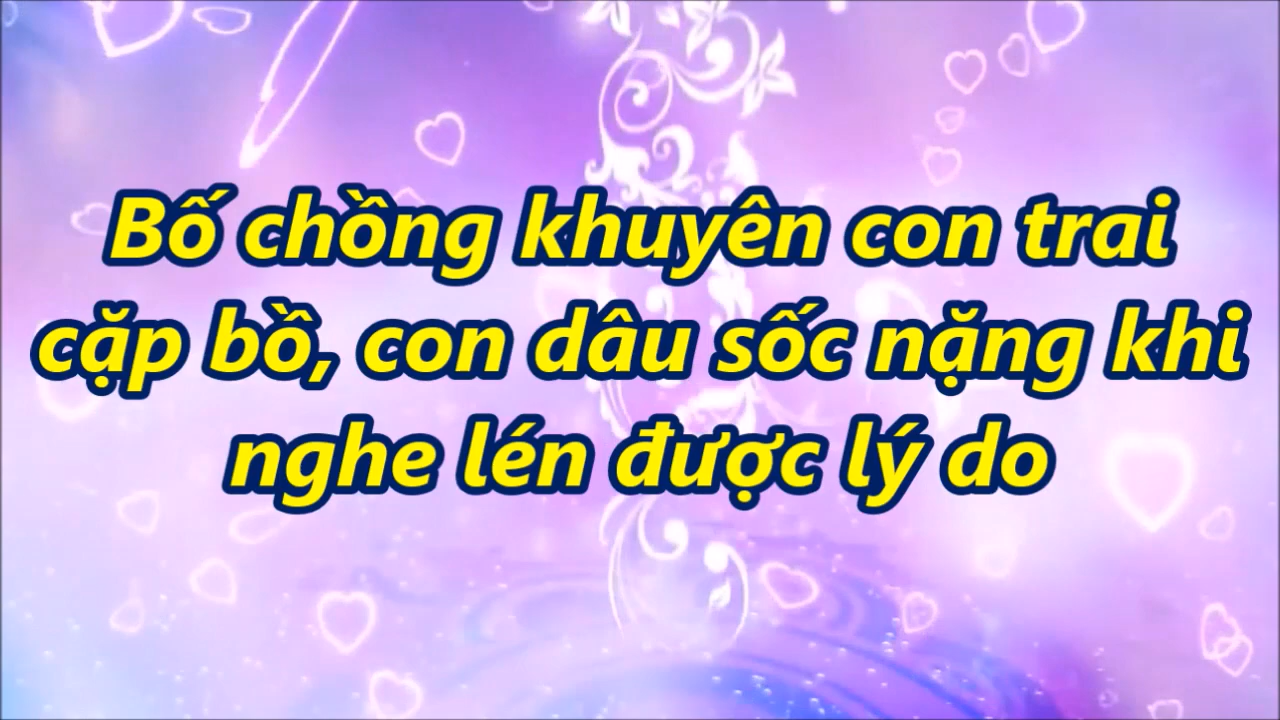 Bố chồng khuyên con trai
cặp bồ, con dâu sốc nặng khi
nghe lén được lý do